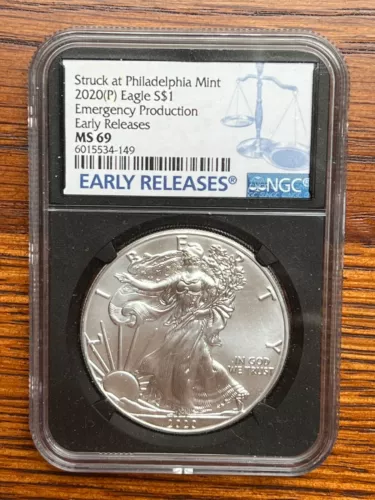 Struck at Philadelphia Mint
2020(P) Eagle S$1
Emergency Production
Early Releases
MS 69
6015534-149
EARLY RELEASES®
NGC®
LIBERTY
IN GOD
WE TRUST
2020